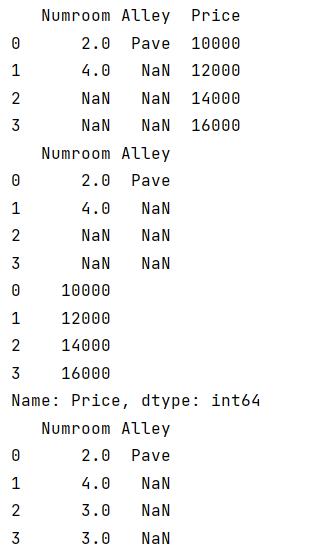 Numroom Alley  Price
0      2.0  Pave  10000
1      4.0   NaN  12000
2      NaN   NaN  14000
3      NaN   NaN  16000
   Numroom Alley
0      2.0  Pave
1      4.0   NaN
2      NaN   NaN
3      NaN   NaN
0    10000
1    12000
2    14000
3    16000
Name: Price, dtype: int64
   Numroom Alley
0      2.0  Pave
1      4.0   NaN
2      3.0   NaN
3      3.0   NaN